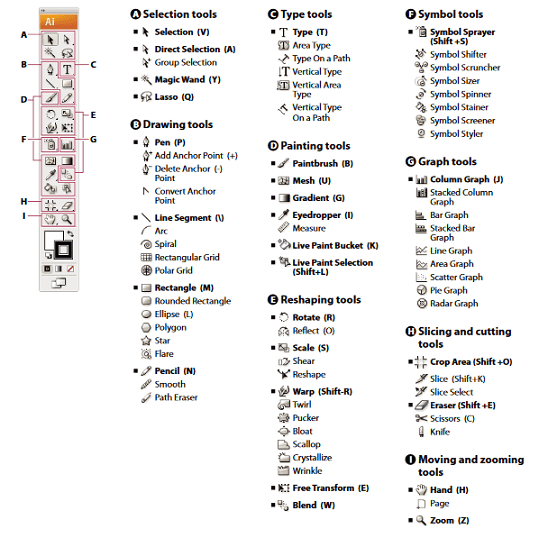 Ai
A
B
C
D
E
F
G
H
I
A Selection tools
Selection (V)
Direct Selection (A)
Group Selection
Magic Wand (Y)
Lasso (Q)
B Drawing tools
Pen (P)
Add Anchor Point (+)
Delete Anchor (-)
Point
Convert Anchor
Point
Line Segment (\)
Arc
Spiral
Rectangular Grid
Polar Grid
Rectangle (M)
Rounded Rectangle
Ellipse (L)
Polygon
Star
Flare
Pencil (N)
Smooth
Path Eraser
C Type tools
Type (T)
Area Type
Type On a Path
Vertical Type
Vertical Area
Type
Vertical Type
On a Path
D Painting tools
Paintbrush (B)
Mesh (U)
Gradient (G)
Eyedropper (I)
Measure
Live Paint Bucket (K)
Live Paint Selection
(Shift+L)
E Reshaping tools
Rotate (R)
Reflect (O)
Scale (S)
Shear
Reshape
Warp (Shift-R)
Twirl
Pucker
Bloat
Scallop
Crystallize
Wrinkle
Free Transform (E)
Blend (W)
F Symbol tools
Symbol Sprayer
(Shift +S)
Symbol Shifter
Symbol Scruncher
Symbol Sizer
Symbol Spinner
Symbol Stainer
Symbol Screener
Symbol Styler
G Graph tools
Column Graph (J)
Stacked Column
Graph
Bar Graph
Stacked Bar
Graph
Line Graph
Area Graph
Scatter Graph
Pie Graph
Radar Graph
H Slicing and cutting
tools
Crop Area (Shift +O)
Slice (Shift+K)
Slice Select
Eraser (Shift +E)
Scissors (C)
Knife
I Moving and zooming
tools
Hand (H)
Page
Zoom (Z)